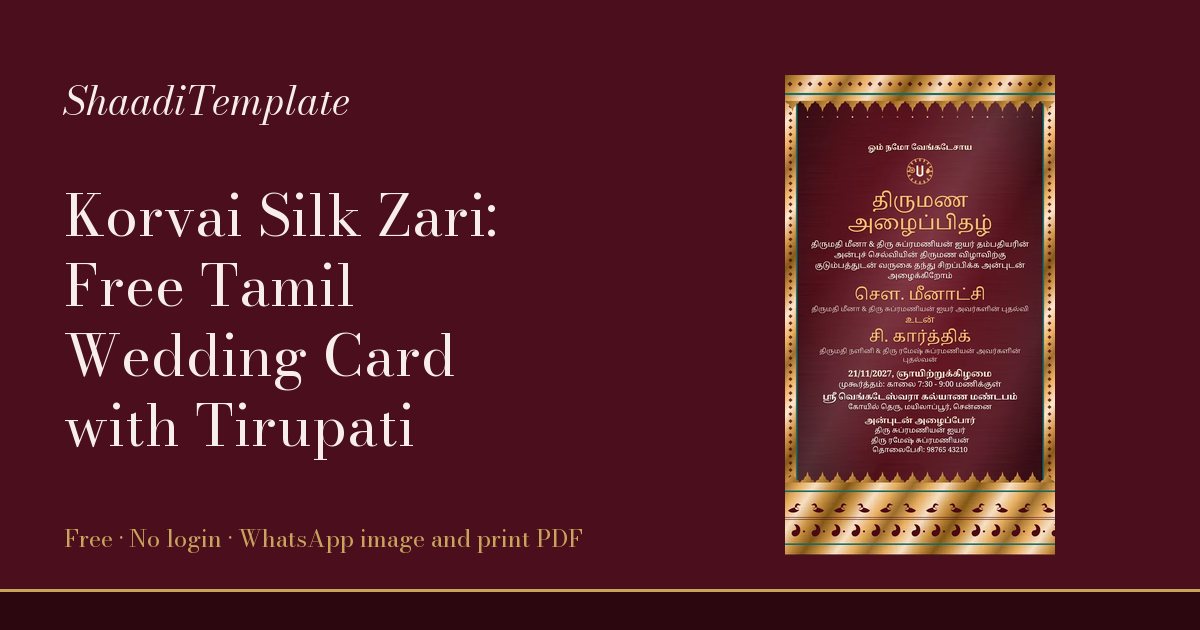 ShaadiTemplate
Korvai Silk Zari:
Free Tamil
Wedding Card
with Tirupati
Free · No login · WhatsApp image and print PDF
ஓம் நமோ வேங்கடேசாய
U
திருமண
அழைப்பிதழ்
திருமதி மீனா & திரு சுப்ரமணியன் ஐயர் தம்பதியரின்
அன்புச் செல்வியின் திருமண விழாவிற்கு
குடும்பத்துடன் வருகை தந்து சிறப்பிக்க அன்புடன்
அழைக்கிறோம்
சௌ. மீனாட்சி
திருமதி மீனா & திரு சுப்ரமணியன் ஐயர் அவர்களின் புதல்வி
உடன்
சி. கார்த்திக்
திருமதி நளினி & திரு ரமேஷ் சுப்ரமணியன் அவர்களின்
புதல்வன்
21/11/2027, ஞாயிற்றுக்கிழமை
முகூர்த்தம்: காலை 7:30 - 9:00 மணிக்குள்
ஸ்ரீ வெங்கடேஸ்வரா கல்யாண மண்டபம்
கோயில் தெரு, மயிலாப்பூர், சென்னை
அன்புடன் அழைப்போர்
திரு சுப்ரமணியன் ஐயர்
திரு ரமேஷ் சுப்ரமணியன்
தொலைபேசி: 98765 43210